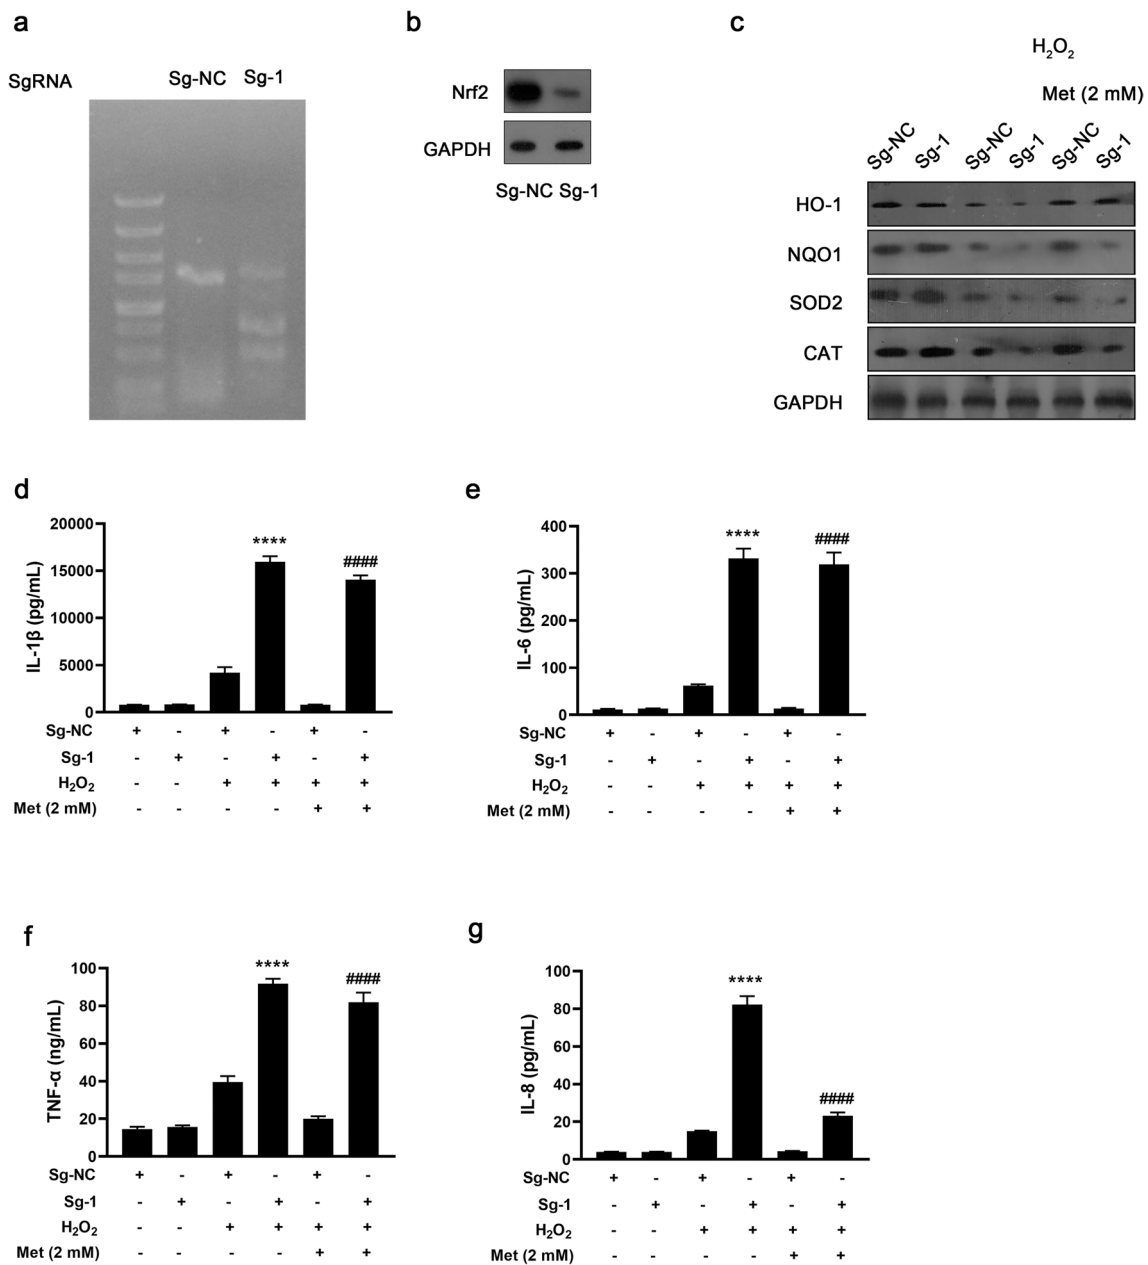 a
SgRNA Sg-NC Sg-1
b
Nrf2
GAPDH
Sg-NC Sg-1
c
H2O2
Met (2 mM)
Sg-NC Sg-1 Sg-NC Sg-1 Sg-NC Sg-1
HO-1
NQO1
SOD2
CAT
GAPDH
d
IL-1β (pg/mL)
20000
15000
10000
5000
0
**** ####
Sg-NC + - + - + -
Sg-1 - + - + - +
H2O2 - - + + + +
Met (2 mM) - - - - + +
e
IL-6 (pg/mL)
400
300
200
100
0
**** ####
Sg-NC + - + - + -
Sg-1 - + - + - +
H2O2 - - + + + +
Met (2 mM) - - - - + +
f
TNF-α (ng/mL)
100
80
60
40
20
0
**** ####
Sg-NC + - + - + -
Sg-1 - + - + - +
H2O2 - - + + + +
Met (2 mM) - - - - + +
g
IL-8 (pg/mL)
100
80
60
40
20
0
**** ####
Sg-NC + - + - + -
Sg-1 - + - + - +
H2O2 - - + + + +
Met (2 mM) - - - - + +